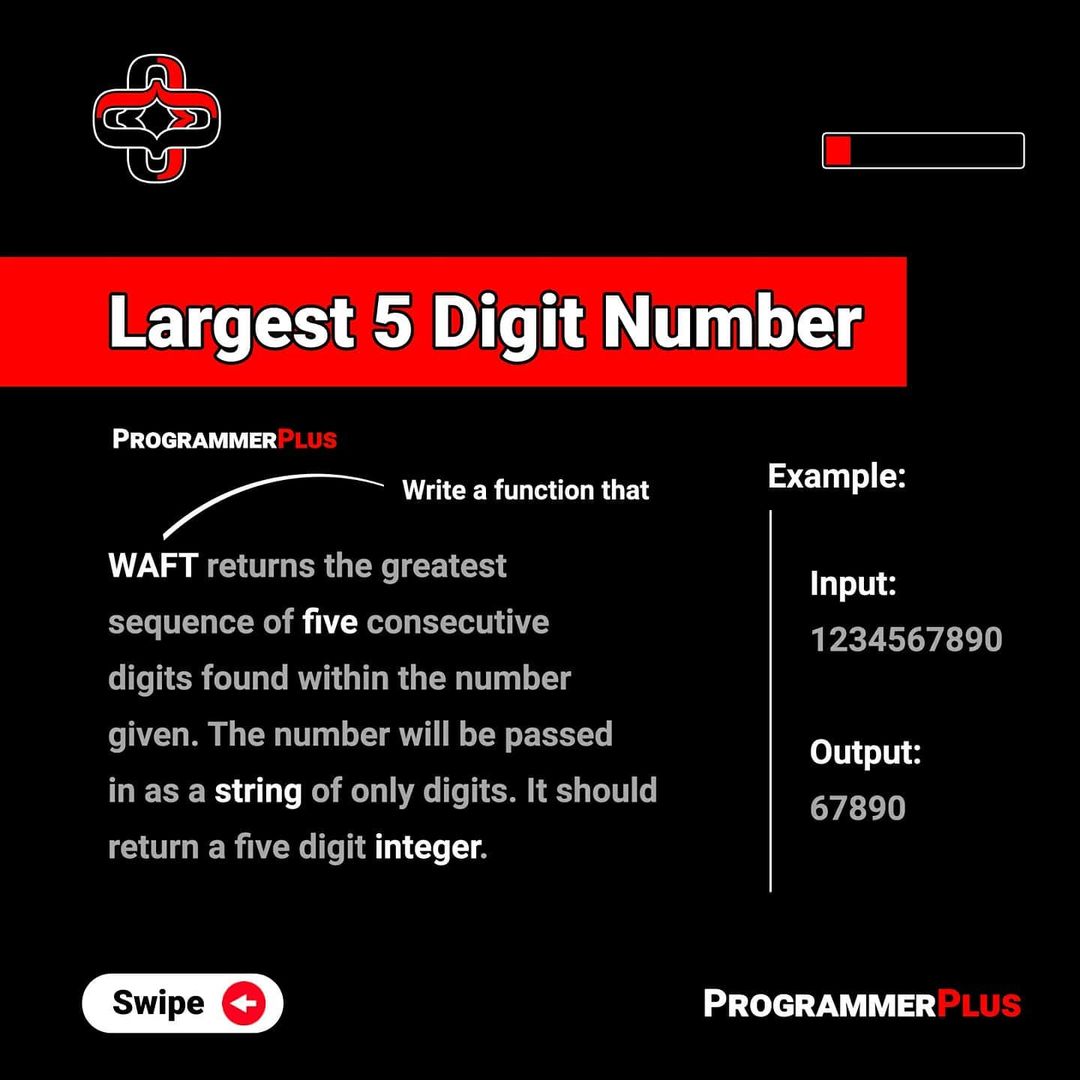 Largest 5 Digit Number
PROGRAMMERPLUS
Write a function that
WAFT returns the greatest
sequence of five consecutive
digits found within the number
given. The number will be passed
in as a string of only digits. It should
return a five digit integer.
Example:
Input:
1234567890
Output:
67890
Swipe
PROGRAMMERPLUS